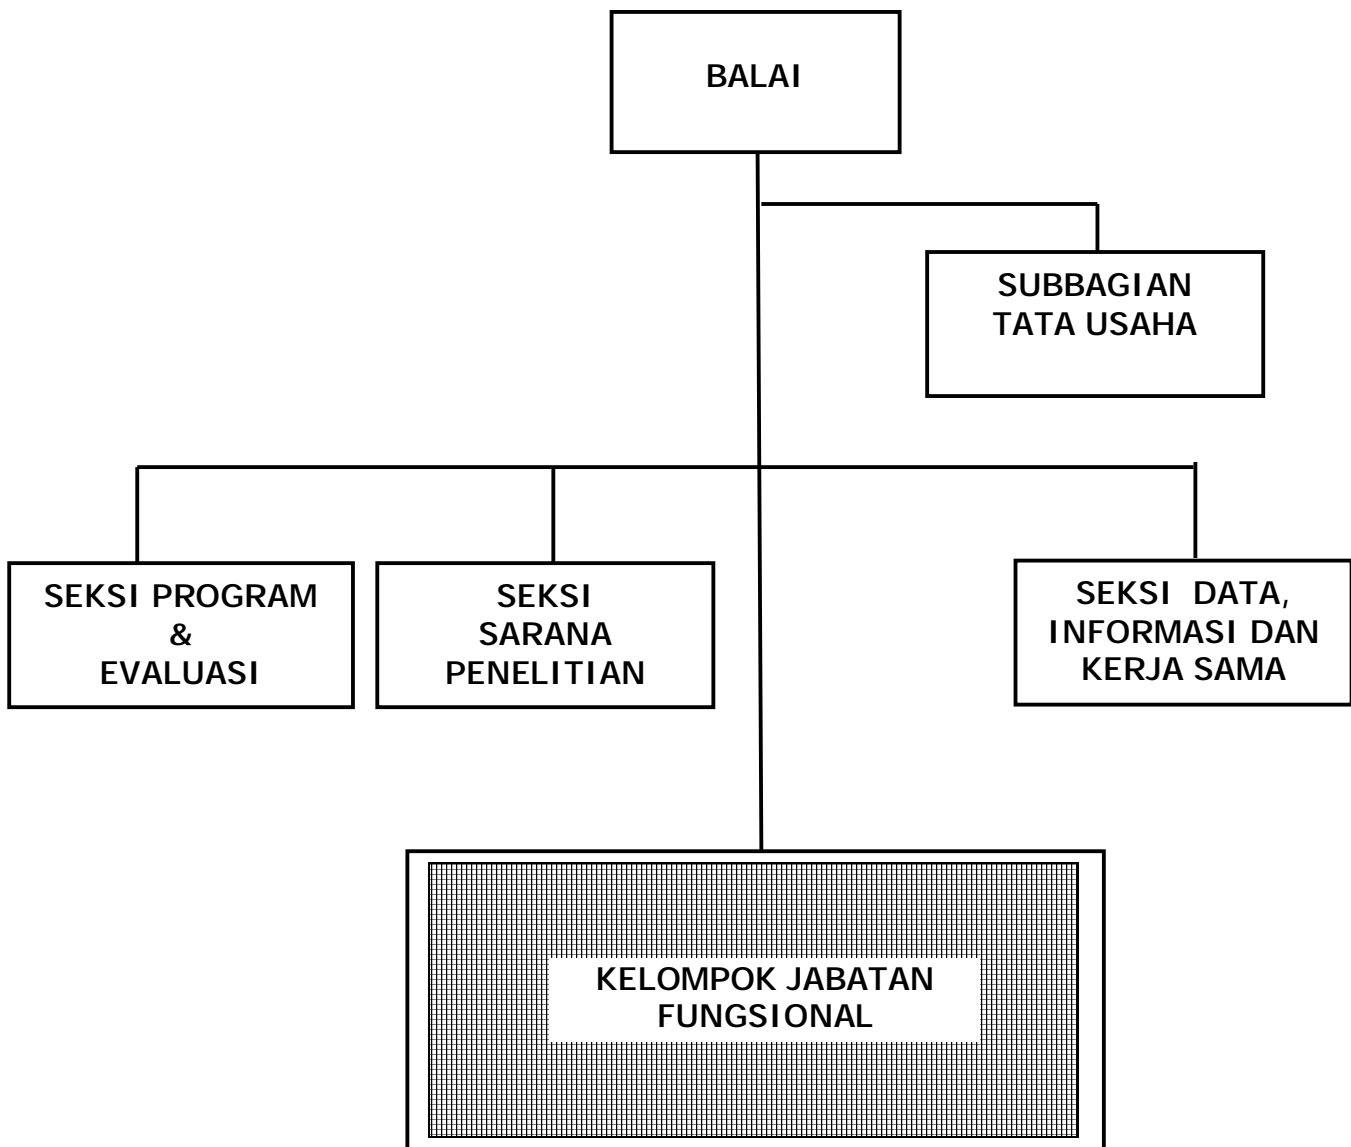 BALAI
SUBBAGIAN
TATA USAHA
SEKSI PROGRAM
&
EVALUASI
SEKSI
SARANA
PENELITIAN
SEKSI DATA,
INFORMASI DAN
KERJA SAMA
KELOMPOK JABATAN
FUNGSIONAL